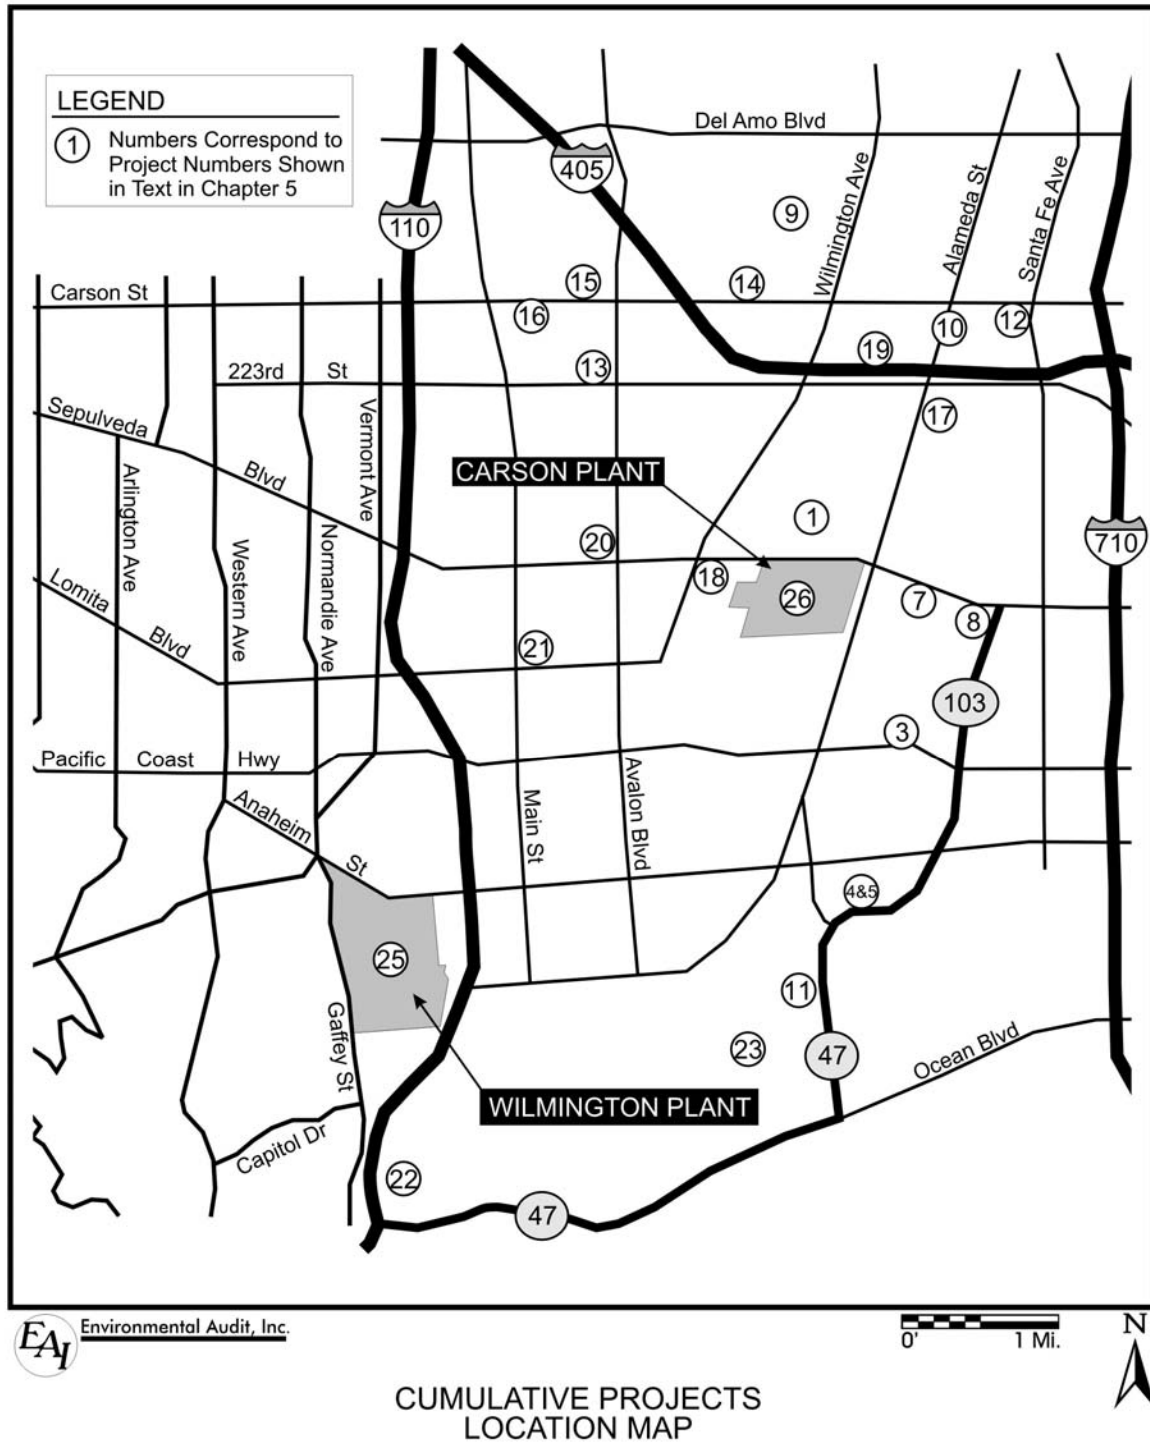 LEGEND
1 Numbers Correspond to
Project Numbers Shown
in Text in Chapter 5
Del Amo Blvd
405
110
9
Wilmington Ave
Alameda St
Santa Fe Ave
Carson St
15
14
16
10
12
19
13
223rd St
17
Sepulveda Blvd
Vermont Ave
CARSON PLANT
Arlington Ave
1
Normandie Ave
Western Ave
20
710
18
26
7
8
Lomita Blvd
21
103
3
Pacific Coast Hwy
Avalon Blvd
Main St
Anaheim St
4&5
25
11
Gaffey St
23
47
Ocean Blvd
WILMINGTON PLANT
Capitol Dr
22
47
EAI
Environmental Audit, Inc.
0' 1 Mi.
N
CUMULATIVE PROJECTS
LOCATION MAP